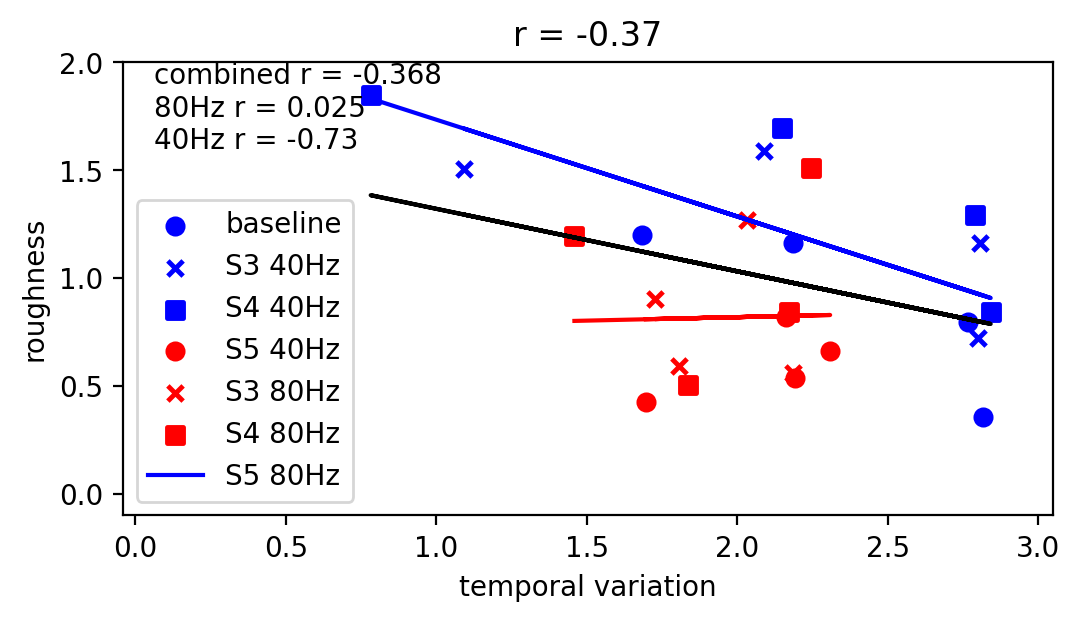 r = -0.37
combined r = -0.368
80Hz r = 0.025
40Hz r = -0.73
2.0
1.5
1.0
0.5
0.0
roughness
baseline
S3 40Hz
S4 40Hz
S5 40Hz
S3 80Hz
S4 80Hz
S5 80Hz
0.0 0.5 1.0 1.5 2.0 2.5 3.0
temporal variation